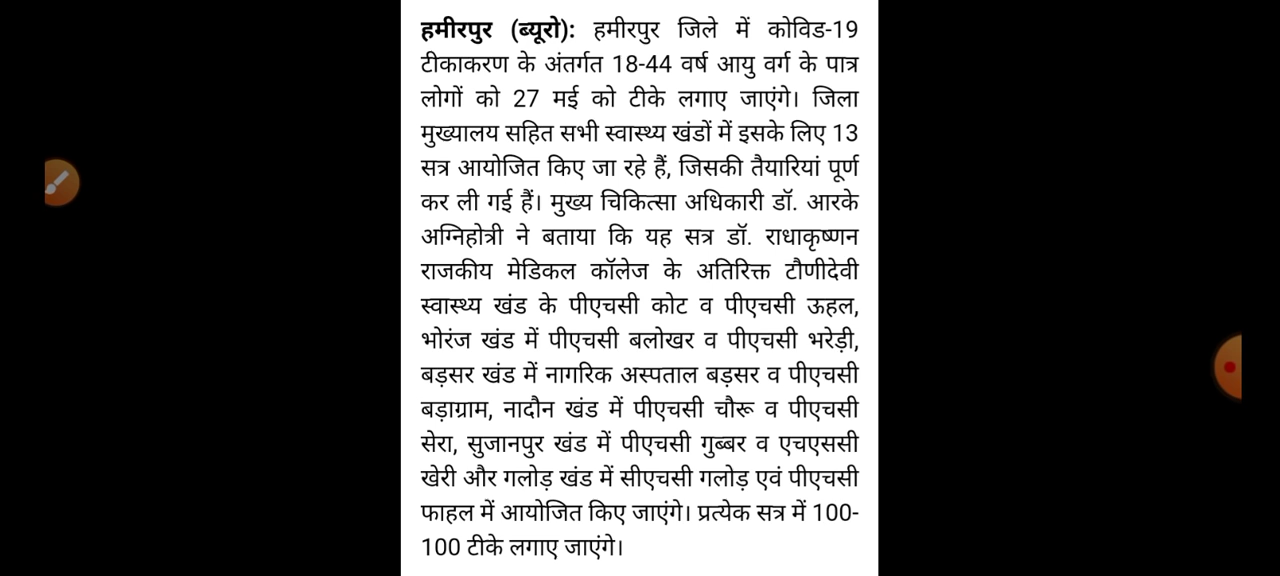 हमीरपुर (ब्यूरो): हमीरपुर जिले में कोविड-19
टीकाकरण के अंतर्गत 18-44 वर्ष आयु वर्ग के पात्र
लोगों को 27 मई को टीके लगाए जाएंगे। जिला
मुख्यालय सहित सभी स्वास्थ्य खंडों में इसके लिए 13
सत्र आयोजित किए जा रहे हैं, जिसकी तैयारियां पूर्ण
कर ली गई हैं। मुख्य चिकित्सा अधिकारी डॉ. आरके
अग्निहोत्री ने बताया कि यह सत्र डॉ. राधाकृष्णन
राजकीय मेडिकल कॉलेज के अतिरिक्त टौणीदेवी
स्वास्थ्य खंड के पीएचसी कोट व पीएचसी ऊहल,
भोरंज खंड में पीएचसी बलोखर व पीएचसी भरेड़ी,
बड़सर खंड में नागरिक अस्पताल बड़सर व पीएचसी
बड़ाग्राम, नादौन खंड में पीएचसी चौरू व पीएचसी
सेरा, सुजानपुर खंड में पीएचसी गुब्बर व एचएससी
खेरी और गलोड़ खंड में सीएचसी गलोड़ एवं पीएचसी
फाहल में आयोजित किए जाएंगे। प्रत्येक सत्र में 100-
100 टीके लगाए जाएंगे।